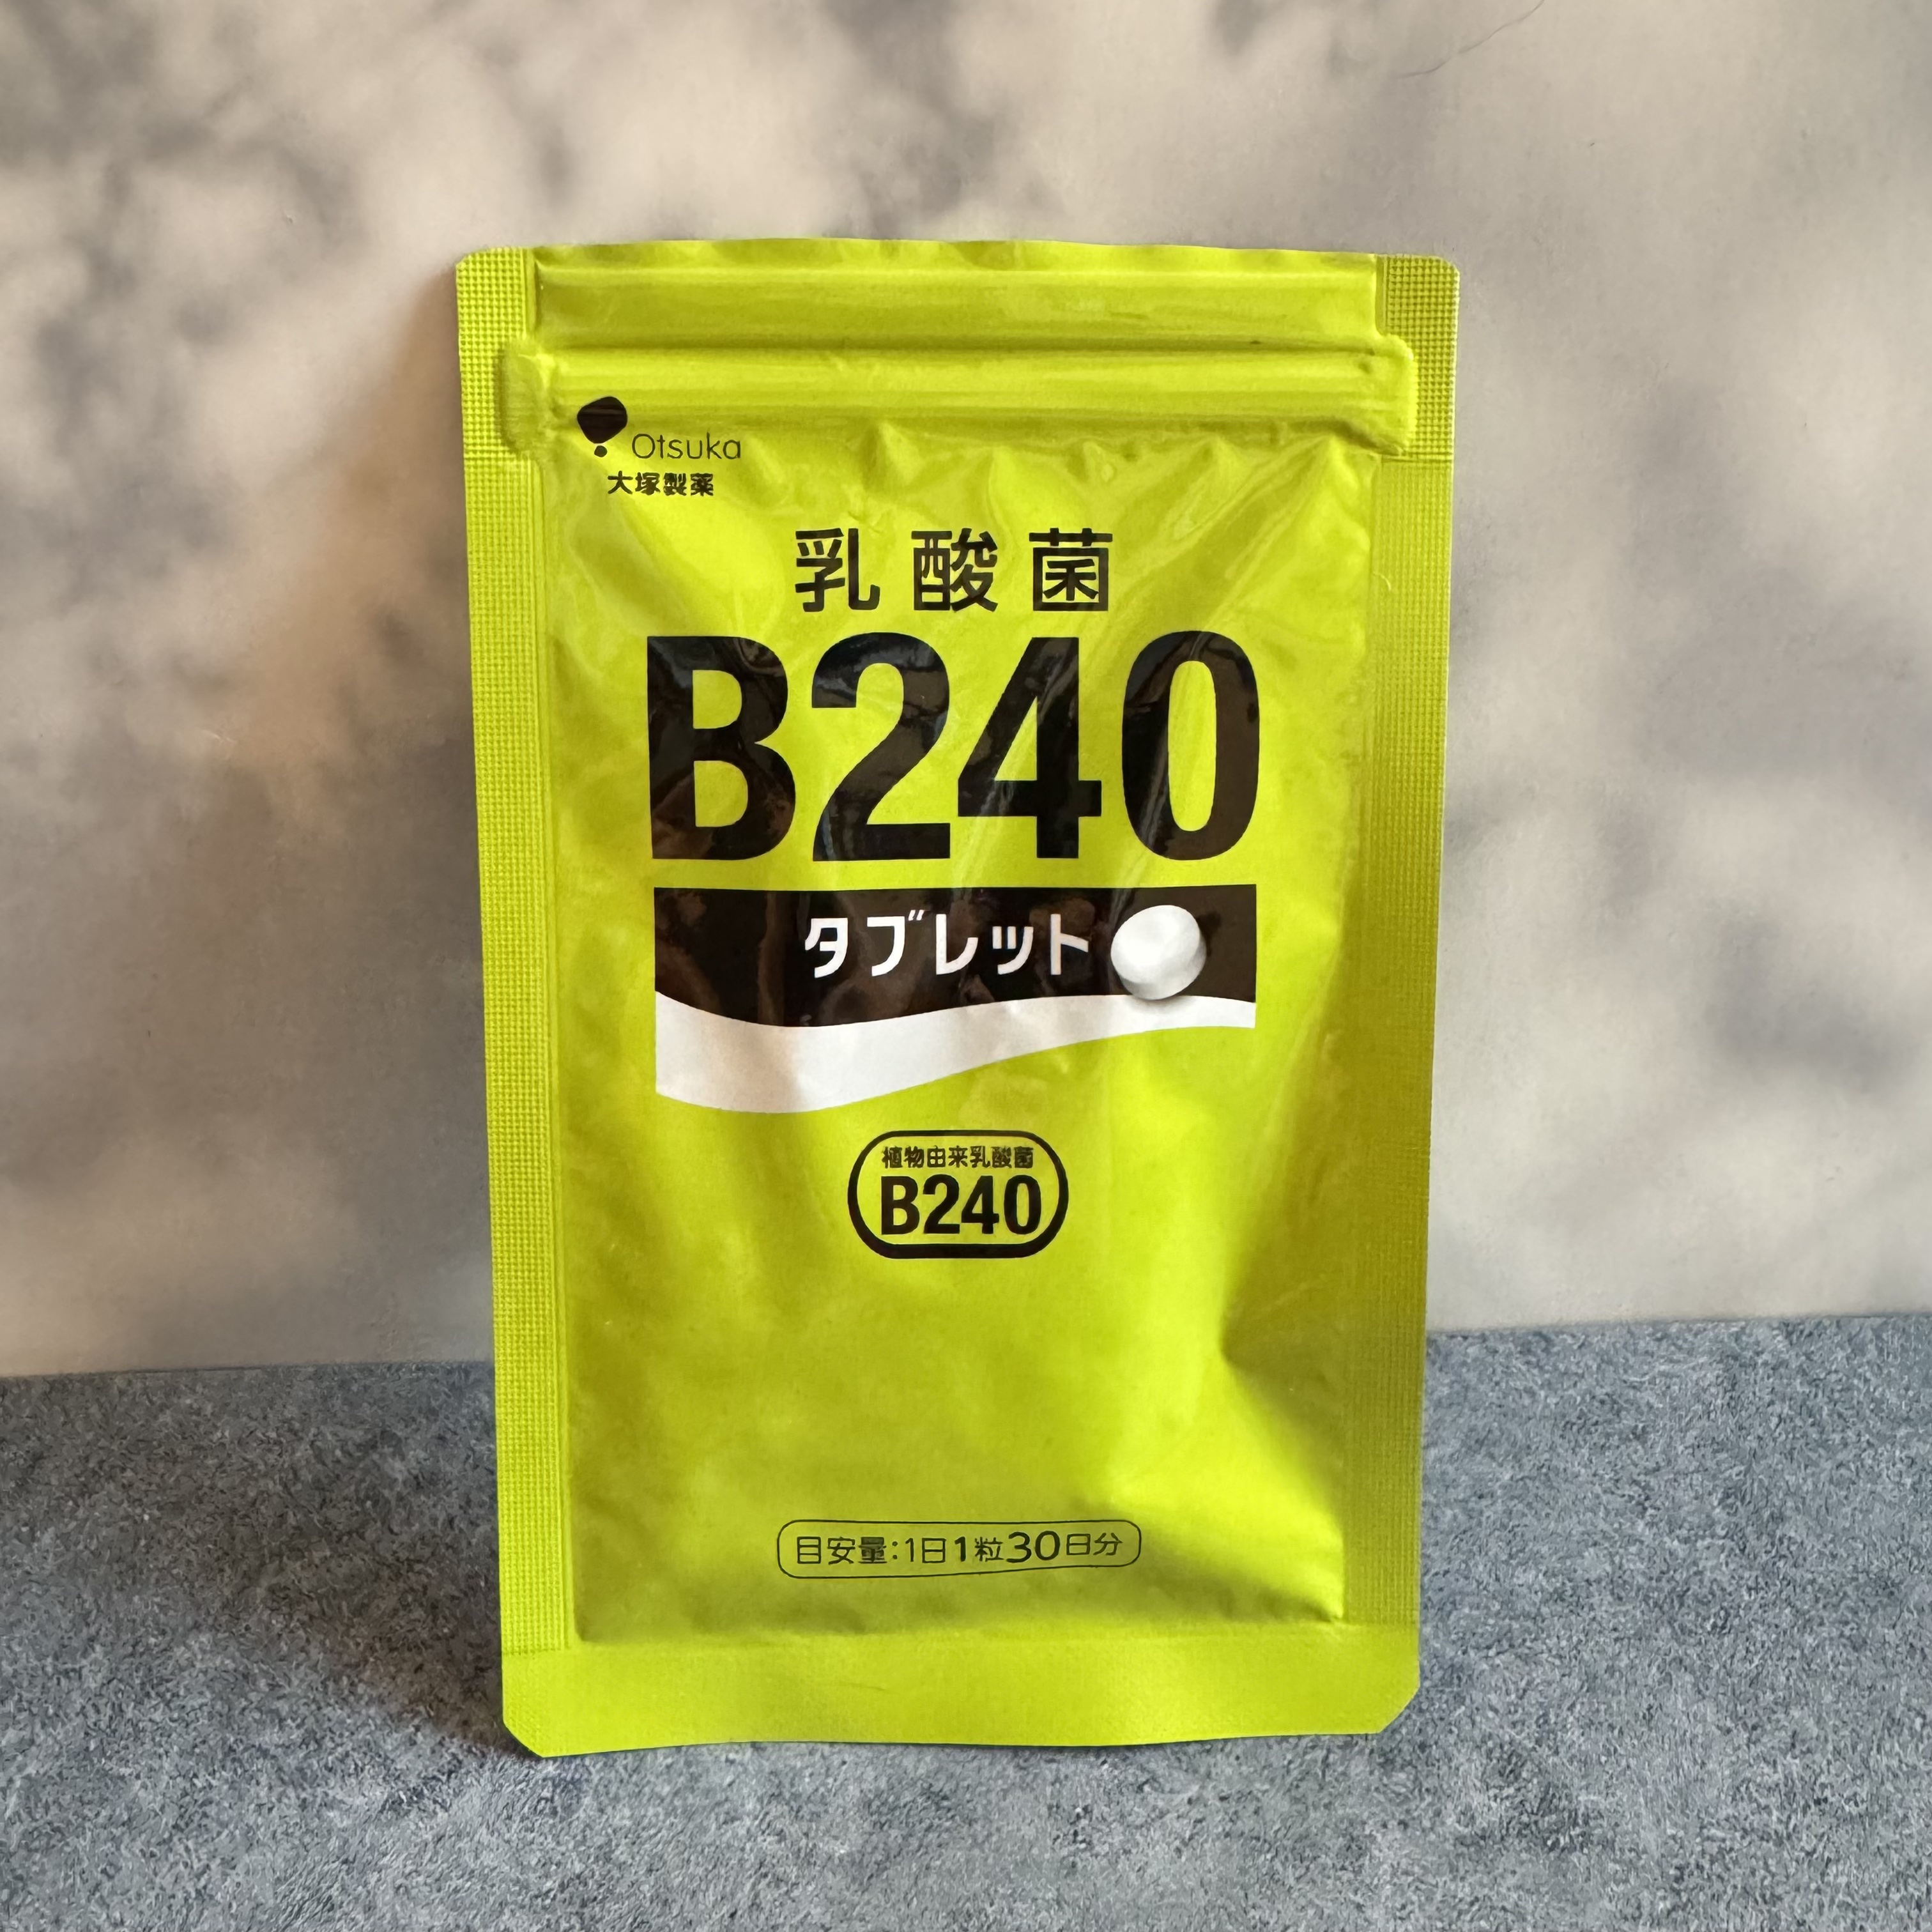 Otsuka
大塚製薬
乳酸菌
B240
タブレット
植物由来乳酸菌
B240
目安量:1日1粒30日分